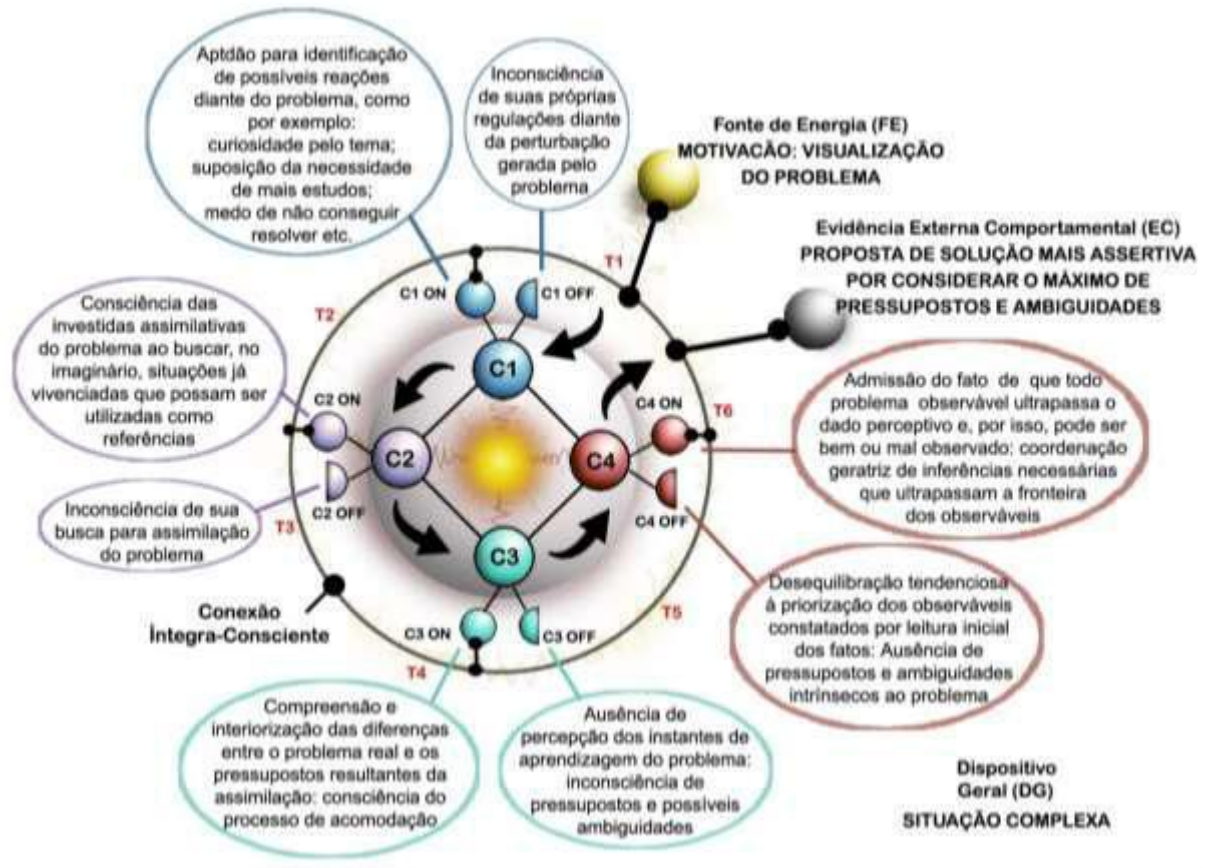 Aptdão para identificação
de possíveis reações
diante do problema, como
por exemplo:
curiosidade pelo tema;
suposição da necessidade
de mais estudos;
medo de não conseguir
resolver etc.
Inconsciência
de suas próprias
regulações diante
da perturbação
gerada pelo
problema
Fonte de Energia (FE)
MOTIVACÃO: VISUALIZAÇÃO
DO PROBLEMA
Evidência Externa Comportamental (EC)
PROPOSTA DE SOLUÇÃO MAIS ASSERTIVA
POR CONSIDERAR O MÁXIMO DE
PRESSUPOSTOS E AMBIGUIDADES
T1
C1 ON
C1 OFF
T2
Consciência das
investidas assimilativas
do problema ao buscar, no
imaginário, situações já
vivenciadas que possam ser
utilizadas como
referências
C1
C2 ON
C2
C2 OFF
T3
Inconsciência de sua
busca para assimilação
do problema
C4 ON
C4
C4 OFF
T6
Admissão do fato de que todo
problema observável ultrapassa o
dado perceptivo e, por isso, pode ser
bem ou mal observado: coordenação
geratriz de inferências necessárias
que ultrapassam a fronteira
dos observáveis
C3
Conexão
Íntegra-Consciente
C3 ON
C3 OFF
T4
T5
Desequilibração tendenciosa
à priorização dos observáveis
constatados por leitura inicial
dos fatos: Ausência de
pressupostos e ambiguidades
intrínsecos ao problema
Compreensão e
interiorização das diferenças
entre o problema real e os
pressupostos resultantes da
assimilação: consciência do
processo de acomodação
Ausência de
percepção dos instantes de
aprendizagem do problema:
inconsciência de
pressupostos e possíveis
ambiguidades
Dispositivo
Geral (DG)
SITUAÇÃO COMPLEXA